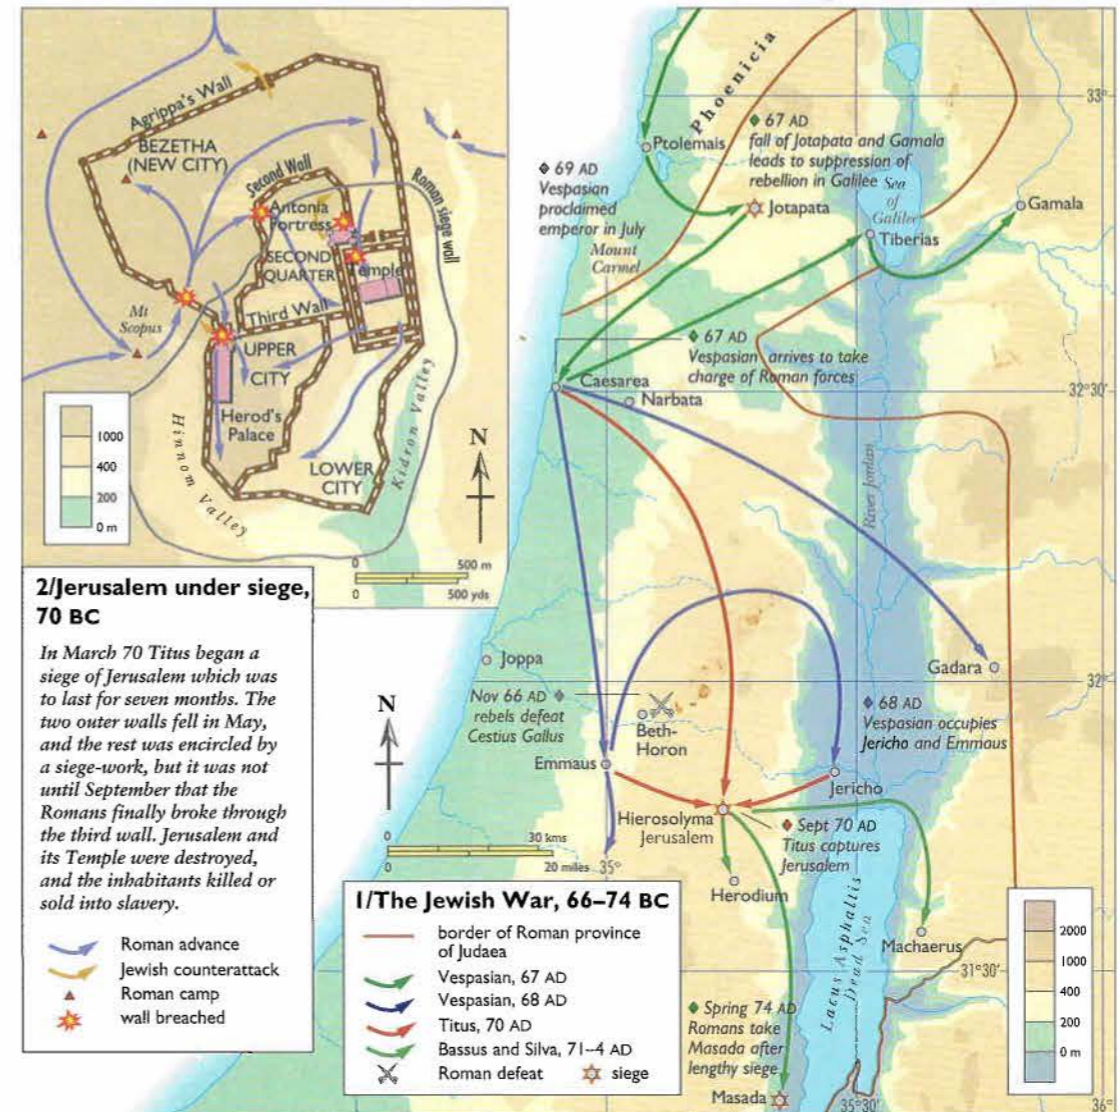 Agrippa's Wall
BEZETHA
(NEW CITY)
Second Wall
Antonia
Fortress
Roman siege wall
SECOND
QUARTER
Temple
Third Wall
Mt
Scopus
UPPER
CITY
Herod's
Palace
Hinnom Valley
LOWER
CITY
Kidron Valley
N
1000
400
200
0 m
0 500 m
0 500 yds
2/Jerusalem under siege,
70 BC
In March 70 Titus began a
siege of Jerusalem which was
to last for seven months. The
two outer walls fell in May,
and the rest was encircled by
a siege-work, but it was not
until September that the
Romans finally broke through
the third wall. Jerusalem and
its Temple were destroyed,
and the inhabitants killed or
sold into slavery.
Roman advance
Jewish counterattack
Roman camp
wall breached
Phoenicia
33°
Ptolemais
67 AD
fall of Jotapata and Gamala
leads to suppression of
rebellion in Galilee
Sea
of
Galilee
69 AD
Vespasian
proclaimed
emperor in July
Jotapata
Gamala
Tiberias
Mount
Carmel
67 AD
Vespasian arrives to take
charge of Roman forces
Caesarea
Narbata
32°30'
River Jordan
Joppa
Gadara
32°
Nov 66 AD
rebels defeat
Cestius Gallus
Beth-
Horon
68 AD
Vespasian occupies
Jericho and Emmaus
N
Emmaus
Jericho
Hierosolyma
Jerusalem
Sept 70 AD
Titus captures
Jerusalem
0 30 kms
0 20 miles
35°
Herodium
Machaerus
Lacus Asphaltis
Dead Sea
31°30'
Spring 74 AD
Romans take
Masada after
lengthy siege
Masada
35°30'
36°
2000
1000
400
200
0 m
1/The Jewish War, 66–74 BC
border of Roman province
of Judaea
Vespasian, 67 AD
Vespasian, 68 AD
Titus, 70 AD
Bassus and Silva, 71–4 AD
Roman defeat
siege